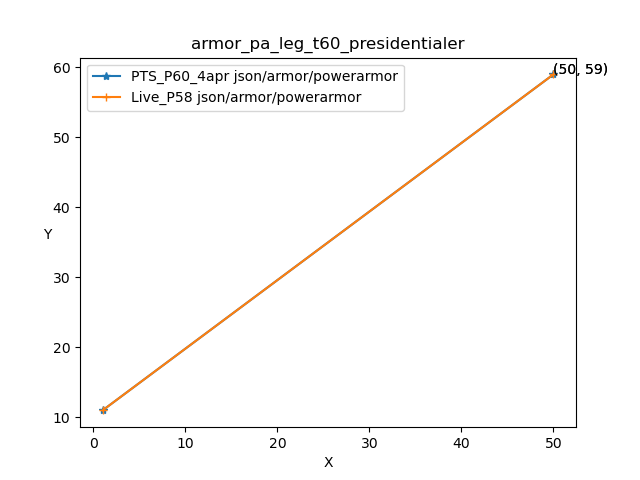 armor_pa_leg_t60_presidentialer
PTS_P60_4apr json/armor/powerarmor
Live_P58 json/armor/powerarmor
(50, 59)
60
50
40
30
20
10
Y
0 10 20 30 40 50
X